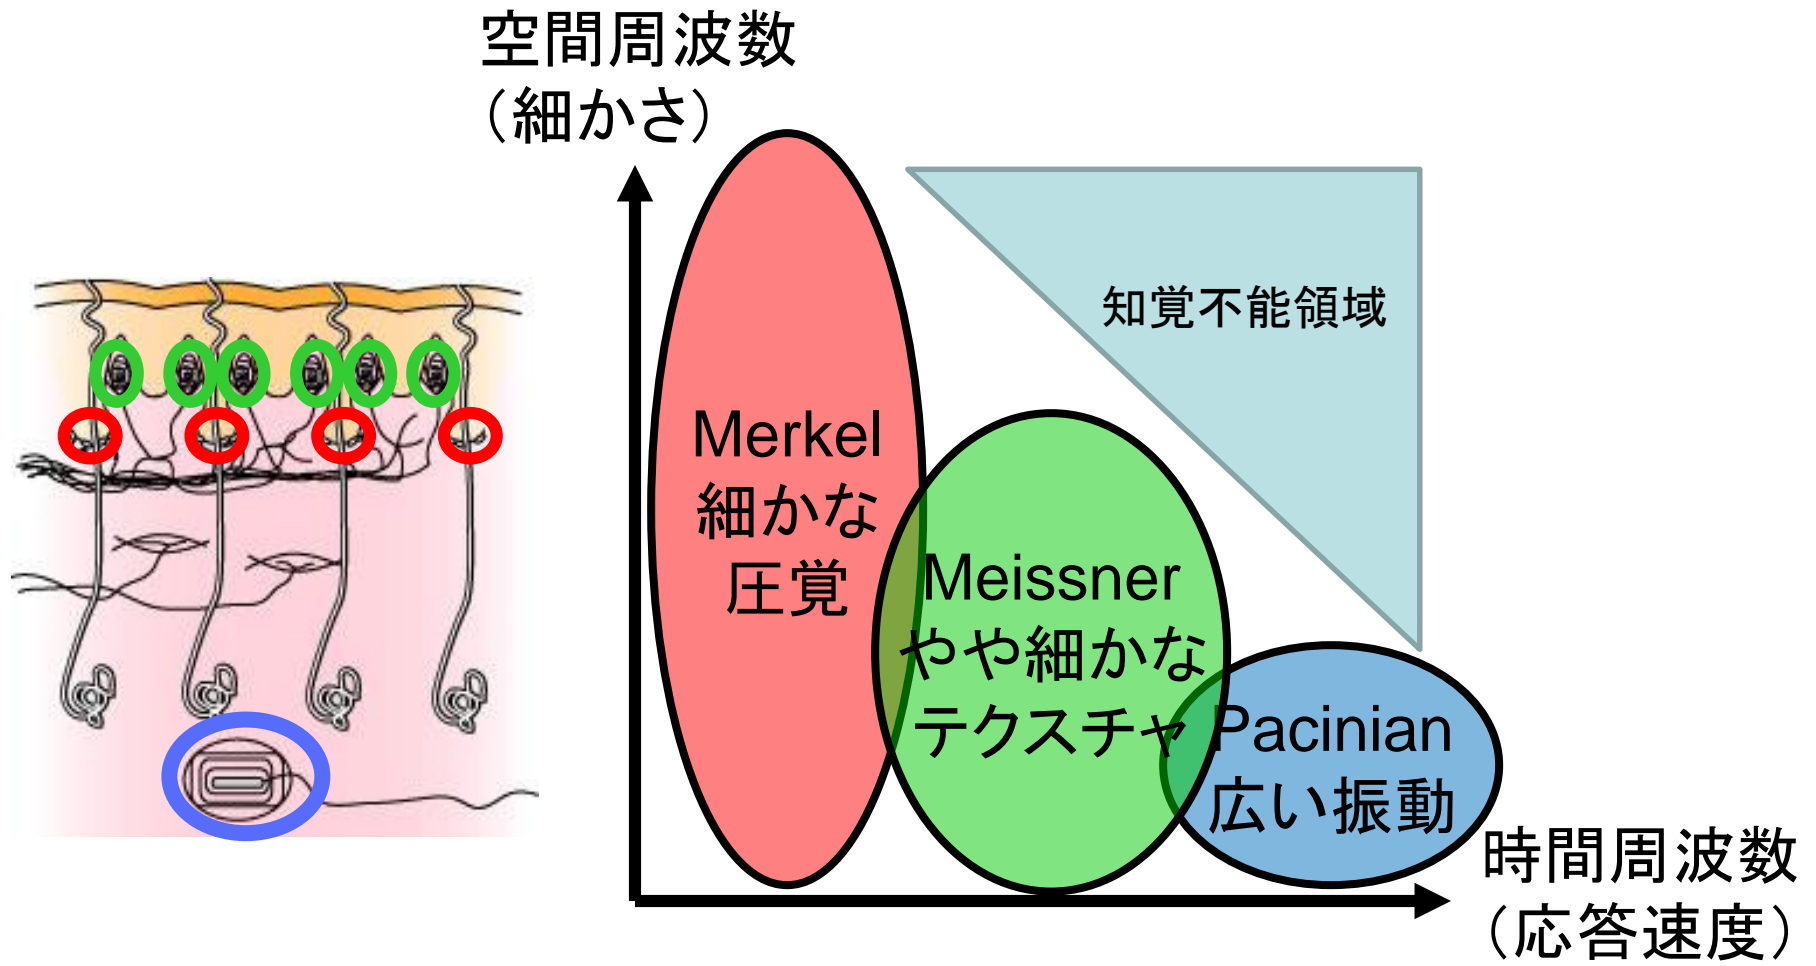 空間周波数
（細かさ）
知覚不能領域
Merkel
細かな
圧覚
Meissner
やや細かな
テクスチャ
Pacinian
広い振動
時間周波数
（応答速度）